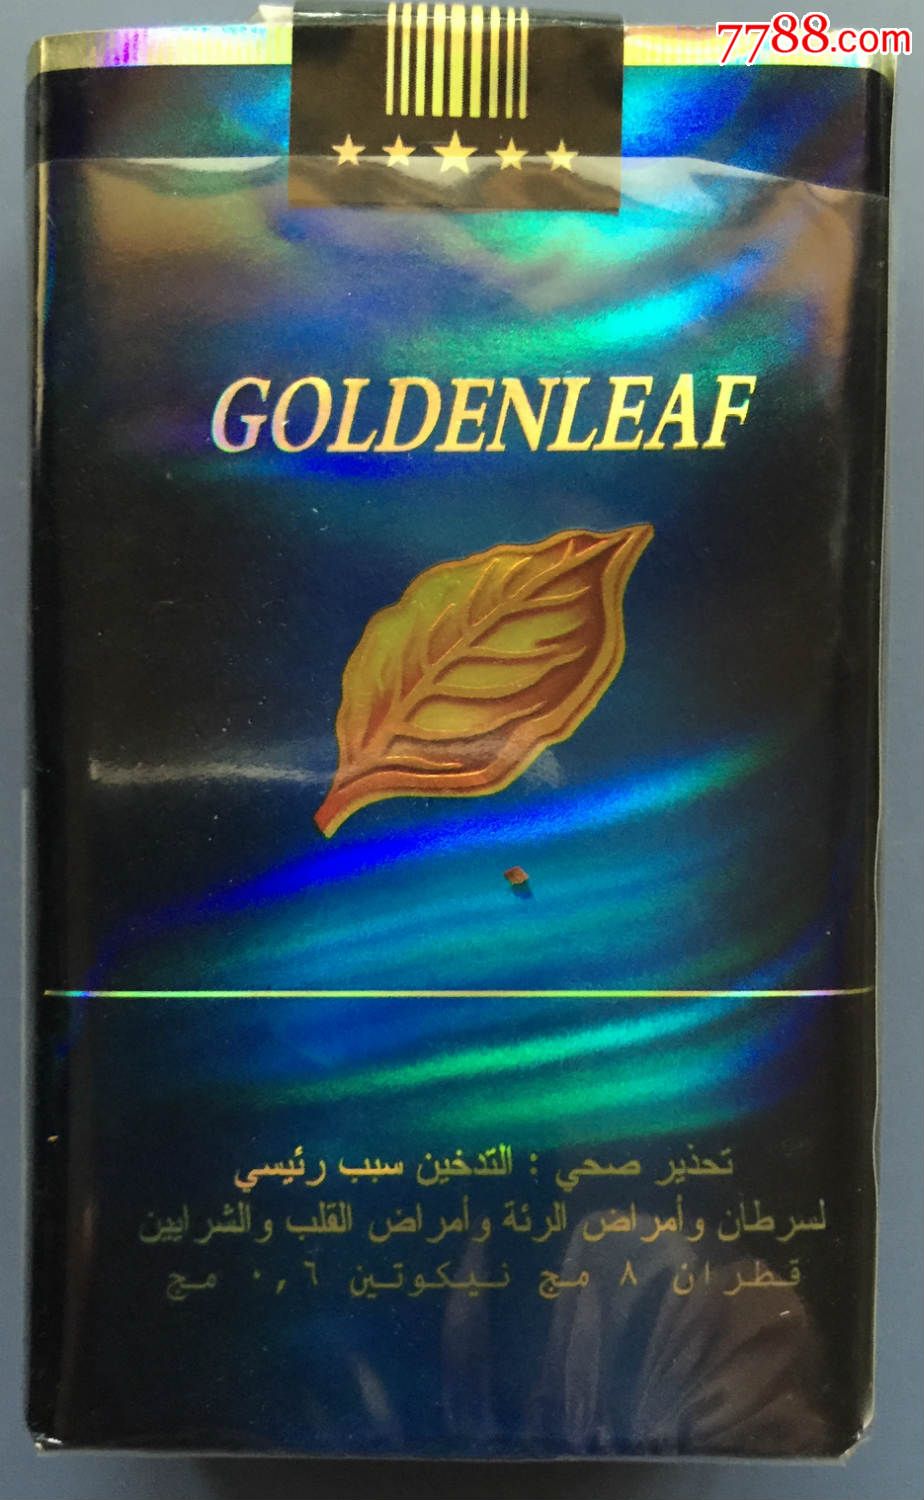 7788.com
GOLDENLEAF
تحذير صحي : التدخين سبب رئيسي
لسرطان وأمراض الرئة وأمراض القلب والشرايين
قطران ٨ مج نيكوتين ٠,٦ مج